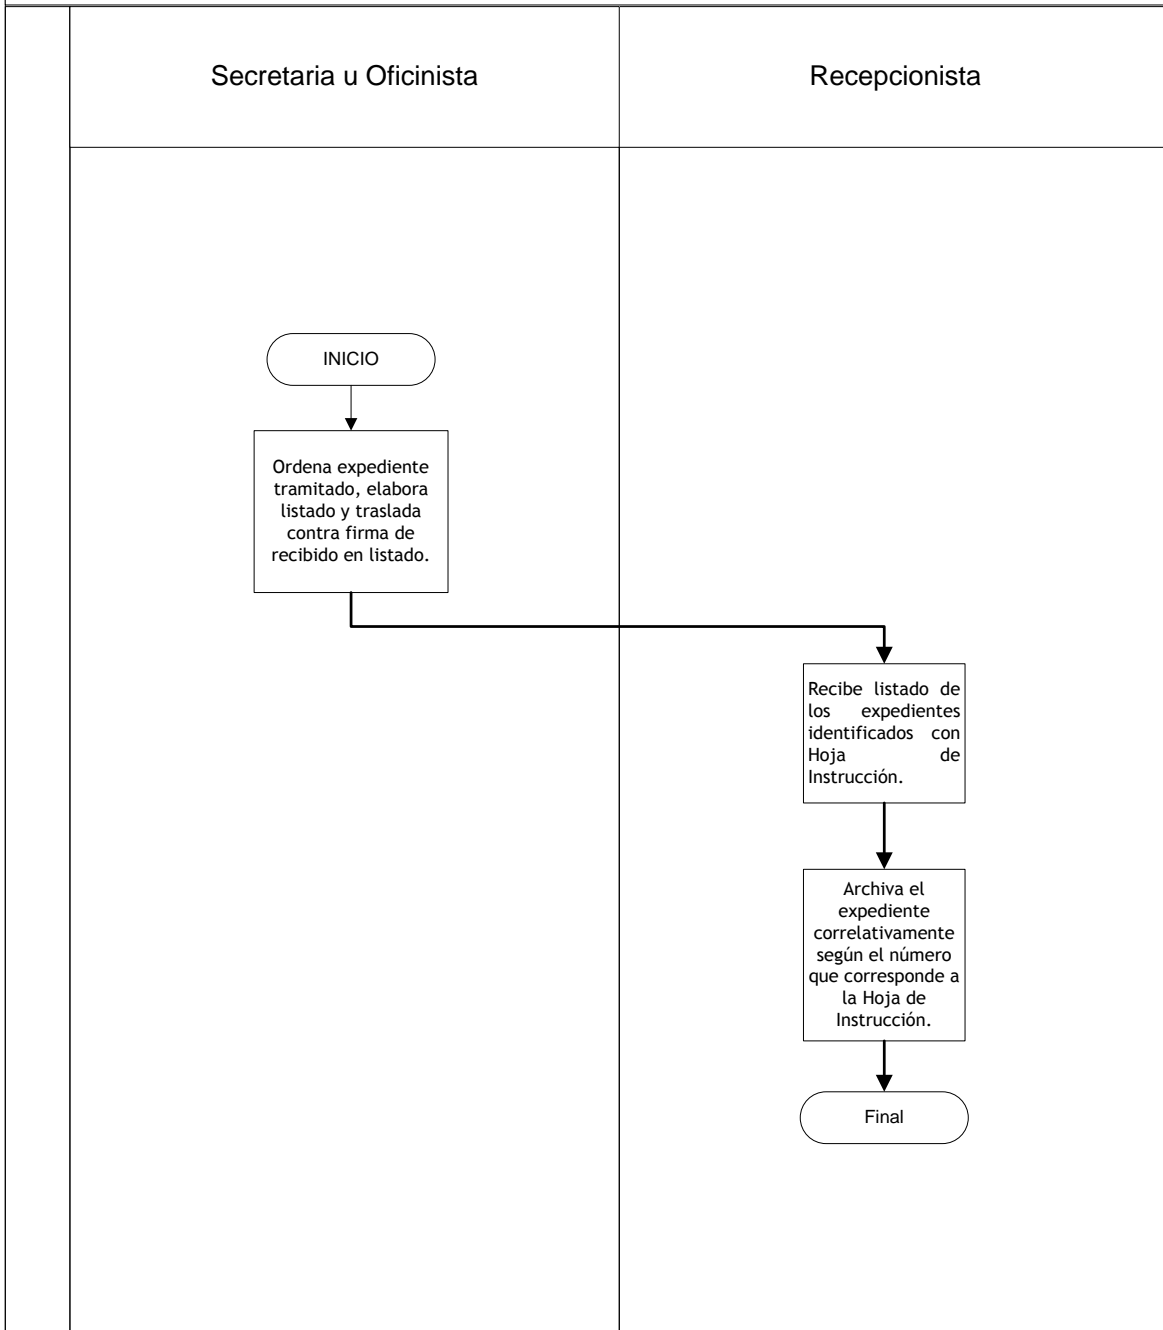 Secretaria u Oficinista
Recepcionista
INICIO
Ordena expediente
tramitado, elabora
listado y traslada
contra firma de
recibido en listado.
Recibe listado de
los expedientes
identificados con
Hoja de
Instrucción.
Archiva el
expediente
correlativamente
según el número
que corresponde a
la Hoja de
Instrucción.
Final